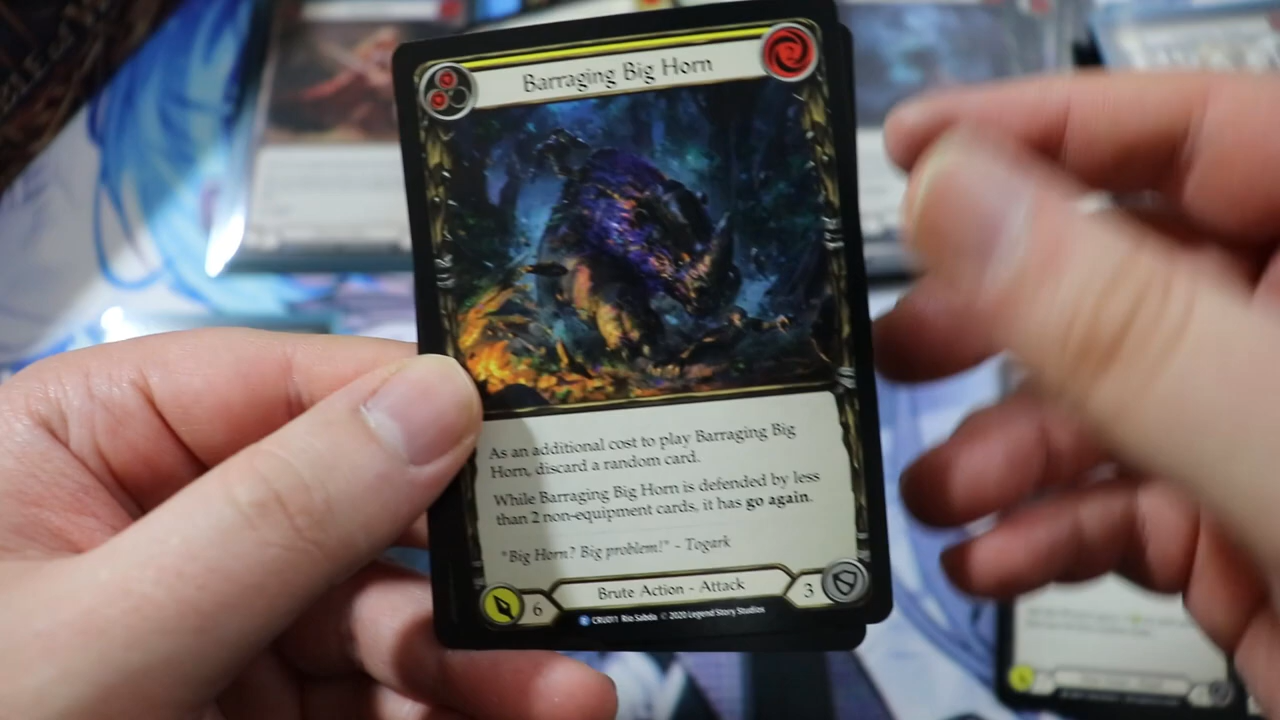 Barraging Big Horn
As an additional cost to play Barraging Big
Horn, discard a random card.
While Barraging Big Horn is defended by less
than 2 non-equipment cards, it has go again.
"Big Horn? Big problem!" - Togark
6 Brute Action - Attack 3
CRU011 Rio Sabda © 2020 Legend Story Studios